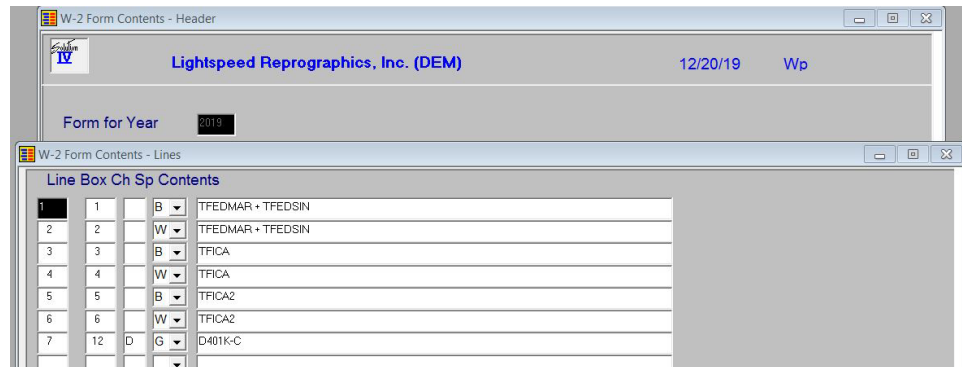 W-2 Form Contents - Header
Solution IV Lightspeed Reprographics, Inc. (DEM) 12/20/19 Wp
Form for Year 2019
W-2 Form Contents - Lines
Line Box Ch Sp Contents
1 1 B TFEDMAR + TFEDSIN
2 2 W TFEDMAR + TFEDSIN
3 3 B TFICA
4 4 W TFICA
5 5 B TFICA2
6 6 W TFICA2
7 12 D G D401K-C